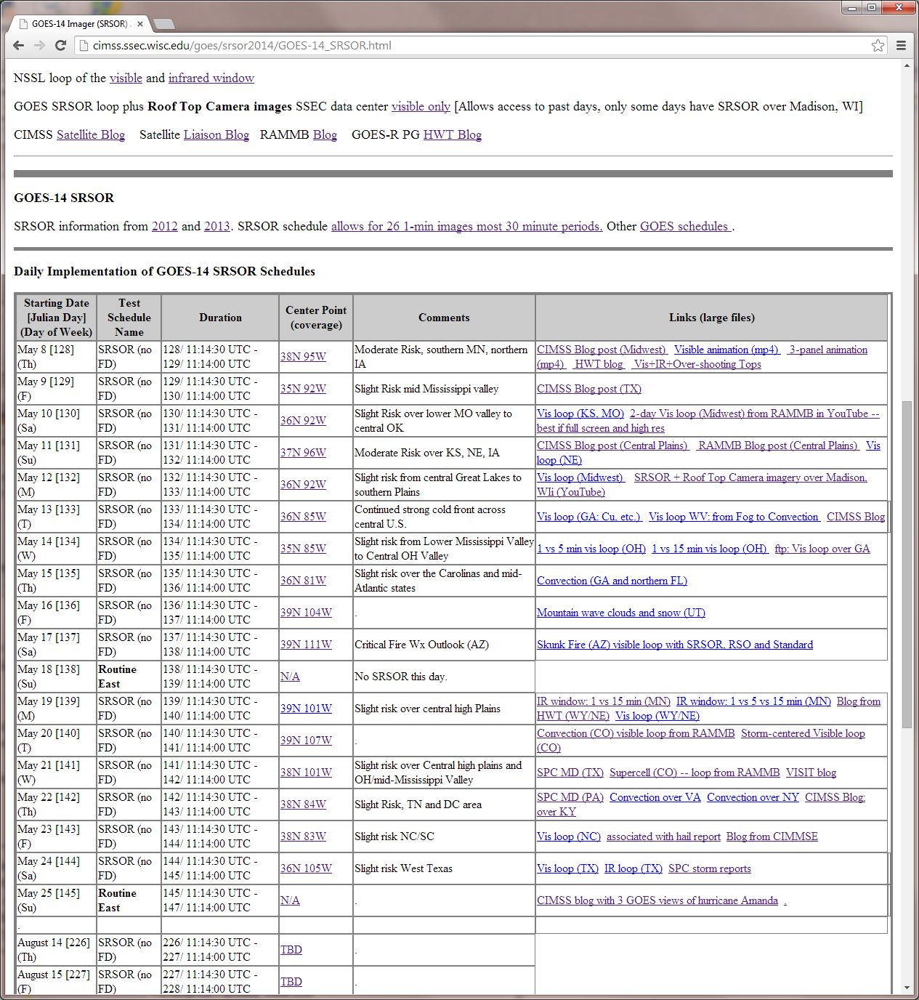 GOES-14 Imager (SRSOR)
cimss.ssec.wisc.edu/goes/srsor2014/GOES-14_SRSOR.html
NSSL loop of the visible and infrared window
GOES SRSOR loop plus Roof Top Camera images SSEC data center visible only [Allows access to past days, only some days have SRSOR over Madison, WI]
CIMSS Satellite Blog Satellite Liaison Blog RAMMB Blog GOES-R PG HWT Blog
GOES-14 SRSOR
SRSOR information from 2012 and 2013. SRSOR schedule allows for 26 1-min images most 30 minute periods. Other GOES schedules .
Daily Implementation of GOES-14 SRSOR Schedules
Starting Date
[Julian Day]
(Day of Week)
Test
Schedule
Name
Duration
Center Point
(coverage)
Comments
Links (large files)
May 8 [128]
(Th)
SRSOR (no
FD)
128/ 11:14:30 UTC -
129/ 11:14:00 UTC
38N 95W
Moderate Risk, southern MN, northern
IA
CIMSS Blog post (Midwest) Visible animation (mp4) 3-panel animation
(mp4) HWT blog Vis+IR+Over-shooting Tops
May 9 [129]
(F)
SRSOR (no
FD)
129/ 11:14:30 UTC -
130/ 11:14:00 UTC
35N 92W
Slight Risk mid Mississippi valley
CIMSS Blog post (TX)
May 10 [130]
(Sa)
SRSOR (no
FD)
130/ 11:14:30 UTC -
131/ 11:14:00 UTC
36N 92W
Slight Risk over lower MO valley to
central OK
Vis loop (KS, MO) 2-day Vis loop (Midwest) from RAMMB in YouTube --
best if full screen and high res
May 11 [131]
(Su)
SRSOR (no
FD)
131/ 11:14:30 UTC -
132/ 11:14:00 UTC
37N 96W
Moderate Risk over KS, NE, IA
CIMSS Blog post (Central Plains) RAMMB Blog post (Central Plains) Vis
loop (NE)
May 12 [132]
(M)
SRSOR (no
FD)
132/ 11:14:30 UTC -
133/ 11:14:00 UTC
36N 92W
Slight risk from central Great Lakes to
southern Plains
Vis loop (Midwest) SRSOR + Roof Top Camera imagery over Madison,
WIi (YouTube)
May 13 [133]
(T)
SRSOR (no
FD)
133/ 11:14:30 UTC -
134/ 11:14:00 UTC
36N 85W
Continued strong cold front across
central U.S.
Vis loop (GA: Cu, etc.) Vis loop WV: from Fog to Convection CIMSS Blog
May 14 [134]
(W)
SRSOR (no
FD)
134/ 11:14:30 UTC -
135/ 11:14:00 UTC
35N 85W
Slight risk from Lower Mississippi Valley
to Central OH Valley
1 vs 5 min vis loop (OH) 1 vs 15 min vis loop (OH) ftp: Vis loop over GA
May 15 [135]
(Th)
SRSOR (no
FD)
135/ 11:14:30 UTC -
136/ 11:14:00 UTC
36N 81W
Slight risk over the Carolinas and mid-
Atlantic states
Convection (GA and northern FL)
May 16 [136]
(F)
SRSOR (no
FD)
136/ 11:14:30 UTC -
137/ 11:14:00 UTC
39N 104W
.
Mountain wave clouds and snow (UT)
May 17 [137]
(Sa)
SRSOR (no
FD)
137/ 11:14:30 UTC -
138/ 11:14:00 UTC
39N 111W
Critical Fire Wx Outlook (AZ)
Skunk Fire (AZ) visible loop with SRSOR, RSO and Standard
May 18 [138]
(Su)
Routine
East
138/ 11:14:30 UTC -
139/ 11:14:00 UTC
N/A
No SRSOR this day.
May 19 [139]
(M)
SRSOR (no
FD)
139/ 11:14:30 UTC -
140/ 11:14:00 UTC
39N 101W
Slight risk over central high Plains
IR window: 1 vs 15 min (MN) IR window: 1 vs 5 vs 15 min (MN) Blog from
HWT (WY/NE) Vis loop (WY/NE)
May 20 [140]
(T)
SRSOR (no
FD)
140/ 11:14:30 UTC -
141/ 11:14:00 UTC
39N 107W
.
Convection (CO) visible loop from RAMMB Storm-centered Visible loop
(CO)
May 21 [141]
(W)
SRSOR (no
FD)
141/ 11:14:30 UTC -
142/ 11:14:00 UTC
38N 101W
Slight risk over Central high plains and
OH/mid-Mississippi Valley
SPC MD (TX) Supercell (CO) -- loop from RAMMB VISIT blog
May 22 [142]
(Th)
SRSOR (no
FD)
142/ 11:14:30 UTC -
143/ 11:14:00 UTC
38N 84W
Slight Risk, TN and DC area
SPC MD (PA) Convection over VA Convection over NY CIMSS Blog:
over KY
May 23 [143]
(F)
SRSOR (no
FD)
143/ 11:14:30 UTC -
144/ 11:14:00 UTC
38N 83W
Slight risk NC/SC
Vis loop (NC) associated with hail report Blog from CIMMSE
May 24 [144]
(Sa)
SRSOR (no
FD)
144/ 11:14:30 UTC -
145/ 11:14:00 UTC
36N 105W
Slight risk West Texas
Vis loop (TX) IR loop (TX) SPC storm reports
May 25 [145]
(Su)
Routine
East
145/ 11:14:30 UTC -
147/ 11:14:00 UTC
N/A
.
CIMSS blog with 3 GOES views of hurricane Amanda .
.
August 14 [226]
(Th)
SRSOR (no
FD)
226/ 11:14:30 UTC -
227/ 11:14:00 UTC
TBD
.
August 15 [227]
(F)
SRSOR (no
FD)
227/ 11:14:30 UTC -
228/ 11:14:00 UTC
TBD
.